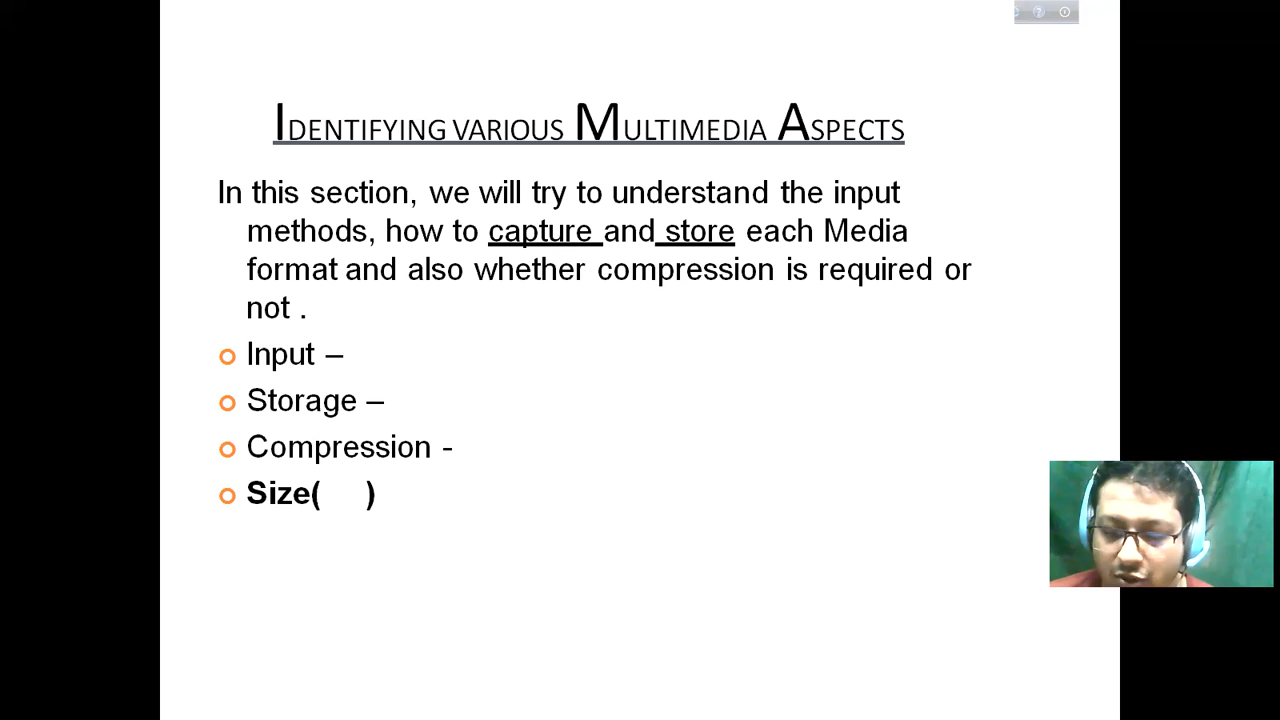 IDENTIFYING VARIOUS MULTIMEDIA ASPECTS
In this section, we will try to understand the input
methods, how to capture and store each Media
format and also whether compression is required or
not .
Input –
Storage –
Compression -
Size( )